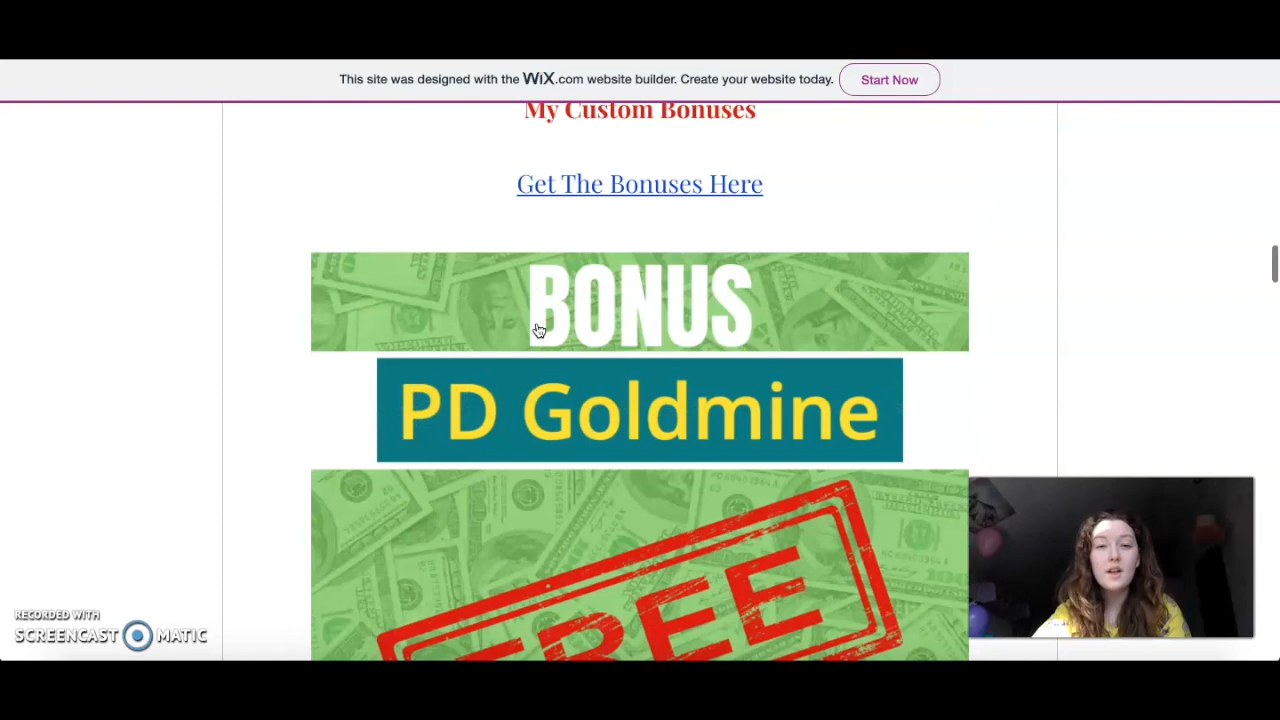 This site was designed with the WiX.com website builder. Create your website today. Start Now
My Custom Bonuses
Get The Bonuses Here
BONUS
PD Goldmine
FREE
RECORDED WITH
SCREENCAST MATIC